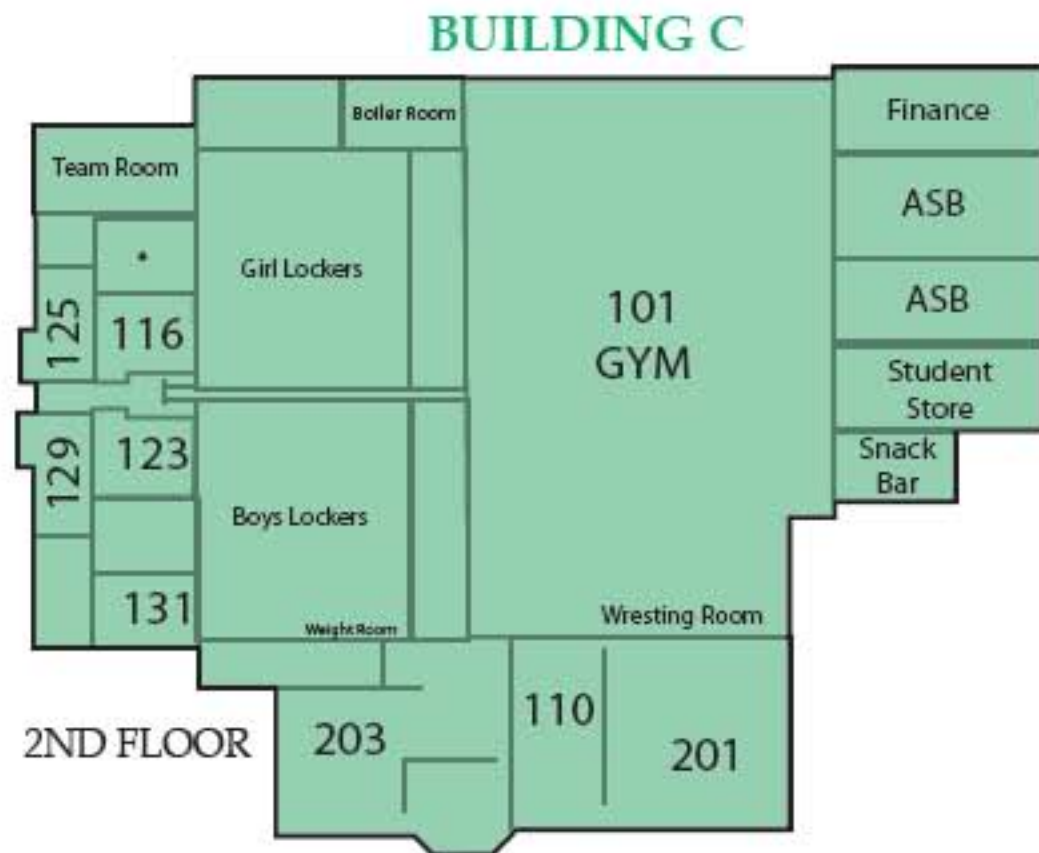 BUILDING C
Boiler Room
Finance
Team Room
ASB
•
Girl Lockers
125
116
101
GYM
ASB
Student
Store
129
123
Snack
Bar
Boys Lockers
131
Weight Room
Wresting Room
2ND FLOOR
203
110
201